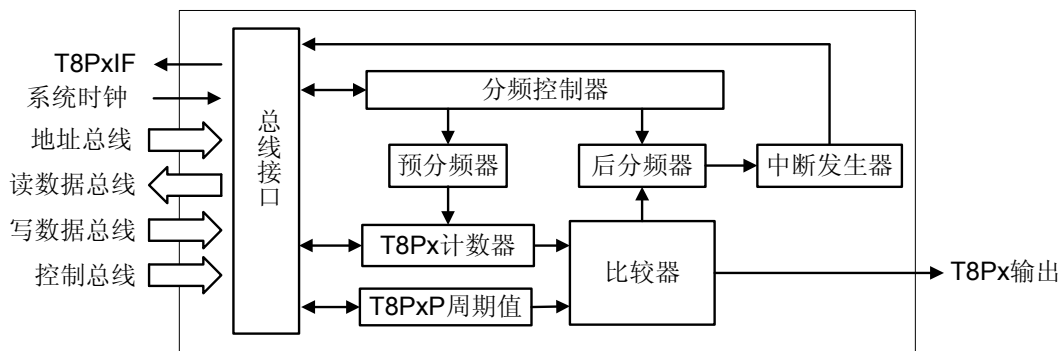 T8PxIF
系统时钟
地址总线
读数据总线
写数据总线
控制总线
总线接口
分频控制器
预分频器
后分频器
中断发生器
T8Px计数器
比较器
T8PxP周期值
T8Px输出